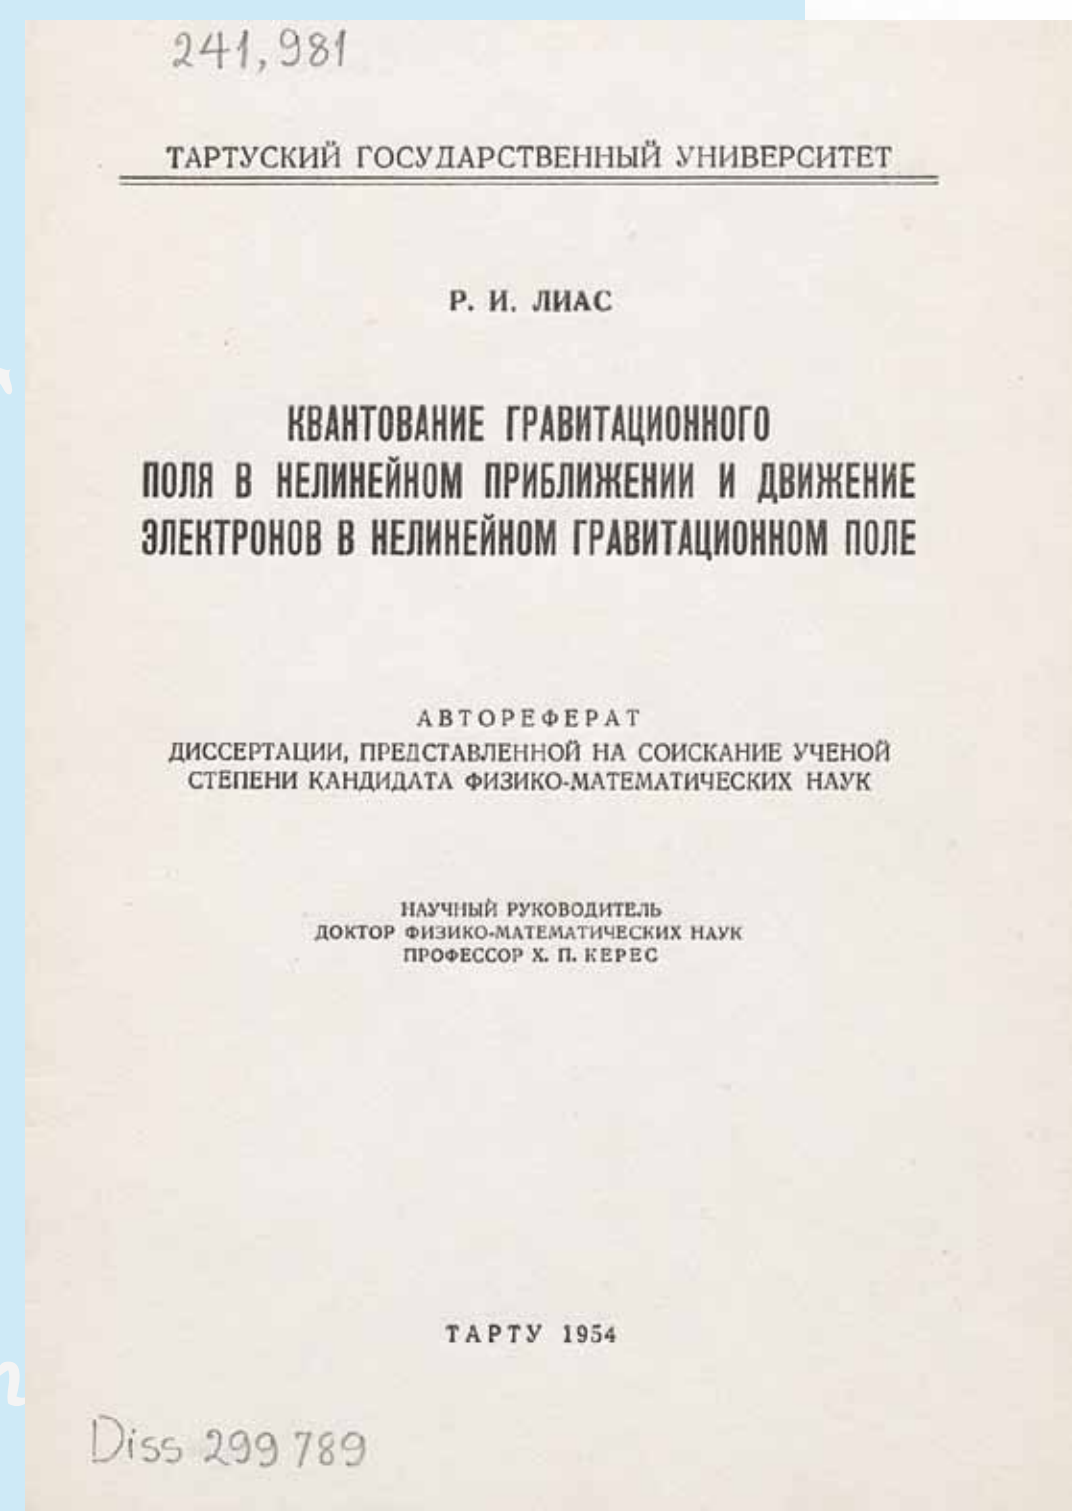 241,981
ТАРТУСКИЙ ГОСУДАРСТВЕННЫЙ УНИВЕРСИТЕТ
Р. И. ЛИАС
КВАНТОВАНИЕ ГРАВИТАЦИОННОГО
ПОЛЯ В НЕЛИНЕЙНОМ ПРИБЛИЖЕНИИ И ДВИЖЕНИЕ
ЭЛЕКТРОНОВ В НЕЛИНЕЙНОМ ГРАВИТАЦИОННОМ ПОЛЕ
АВТОРЕФЕРАТ
ДИССЕРТАЦИИ, ПРЕДСТАВЛЕННОЙ НА СОИСКАНИЕ УЧЕНОЙ
СТЕПЕНИ КАНДИДАТА ФИЗИКО-МАТЕМАТИЧЕСКИХ НАУК
НАУЧНЫЙ РУКОВОДИТЕЛЬ
ДОКТОР ФИЗИКО-МАТЕМАТИЧЕСКИХ НАУК
ПРОФЕССОР Х. П. КЕРЕС
ТАРТУ 1954
Diss 299 789